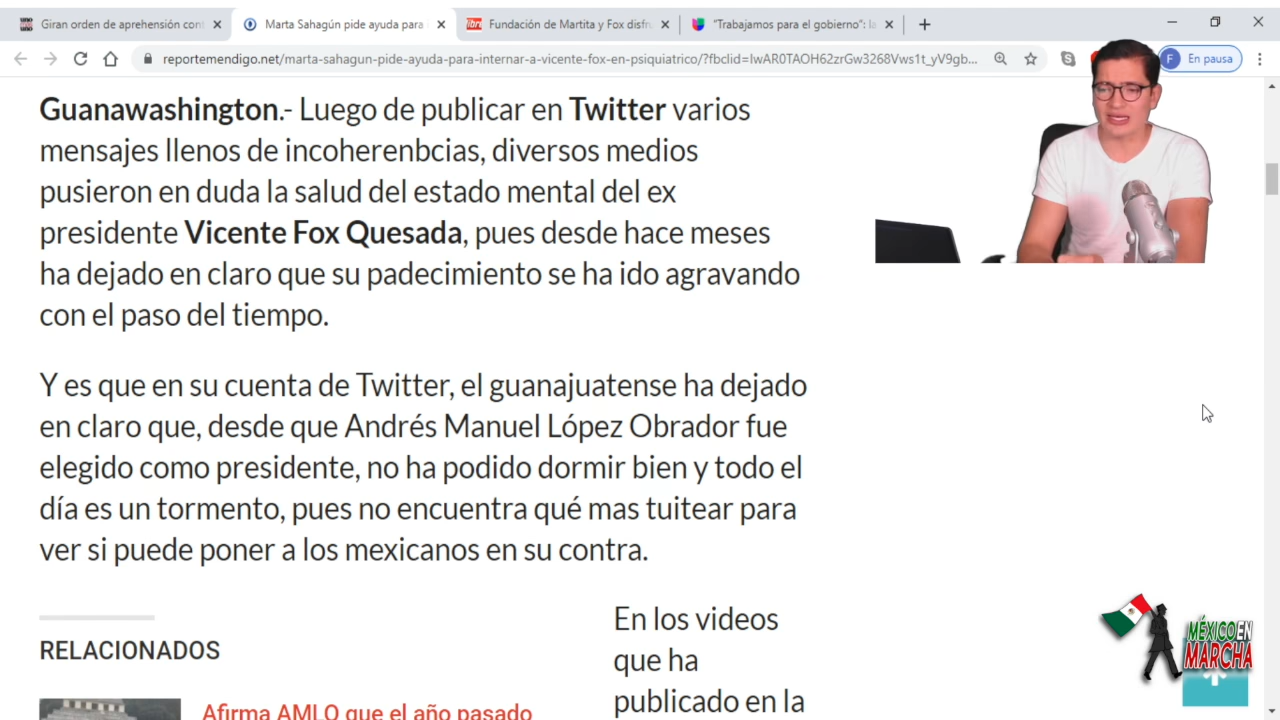 Giran orden de aprehensión cont
Marta Sahagún pide ayuda para
Fundación de Martita y Fox disfr
"Trabajamos para el gobierno": la
reportemendigo.net/marta-sahagun-pide-ayuda-para-internar-a-vicente-fox-en-psiquiatrico/?fbclid=IwAR0TAOH62zrGw3268Vws1t_yV9gb...
F En pausa
Guanawashington.- Luego de publicar en Twitter varios
mensajes llenos de incoherenbcias, diversos medios
pusieron en duda la salud del estado mental del ex
presidente Vicente Fox Quesada, pues desde hace meses
ha dejado en claro que su padecimiento se ha ido agravando
con el paso del tiempo.
Y es que en su cuenta de Twitter, el guanajuatense ha dejado
en claro que, desde que Andrés Manuel López Obrador fue
elegido como presidente, no ha podido dormir bien y todo el
día es un tormento, pues no encuentra qué mas tuitear para
ver si puede poner a los mexicanos en su contra.
RELACIONADOS
Afirma AMLO que el año pasado
En los videos
que ha
publicado en la
MÉXICO EN
MARCHA